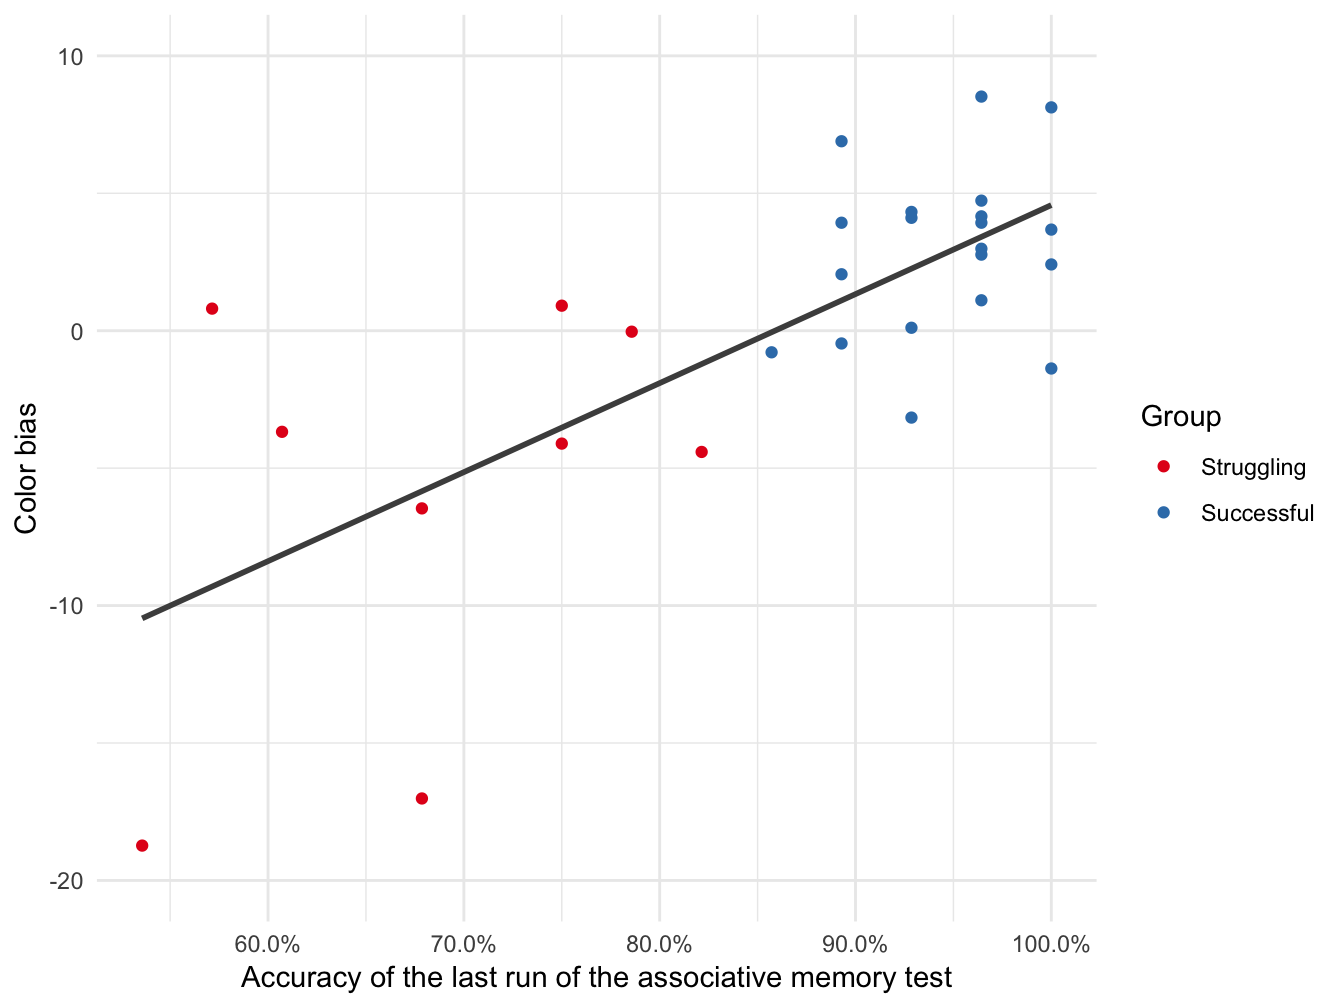 10
0
-10
-20
Color bias
60.0%
70.0%
80.0%
90.0%
100.0%
Accuracy of the last run of the associative memory test
Group
Struggling
Successful